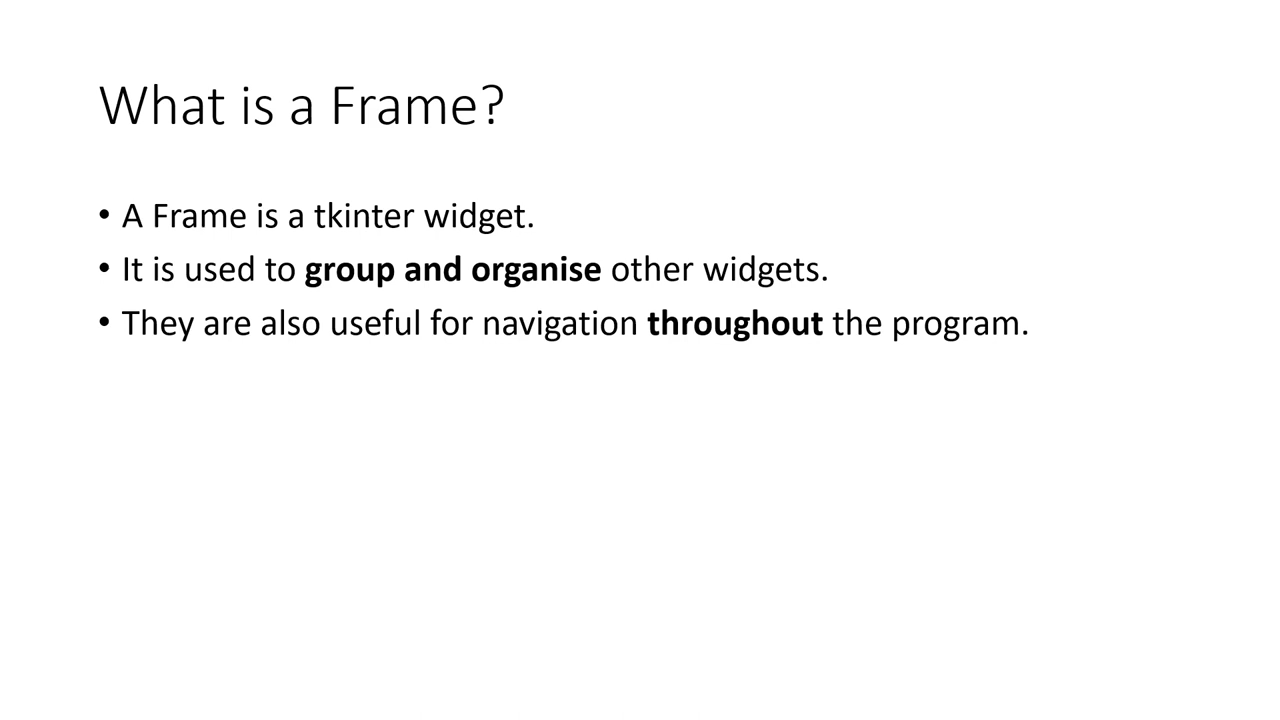 What is a Frame?
• A Frame is a tkinter widget.
• It is used to group and organise other widgets.
• They are also useful for navigation throughout the program.